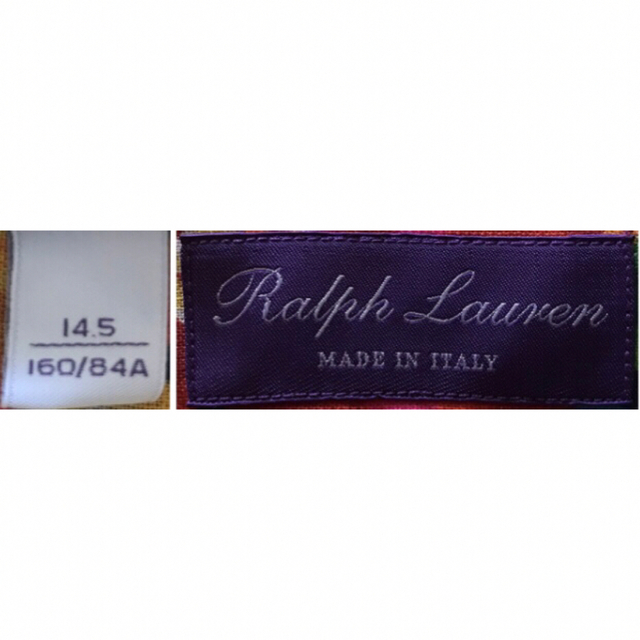 14.5
160/84A
Ralph Lauren
MADE IN ITALY